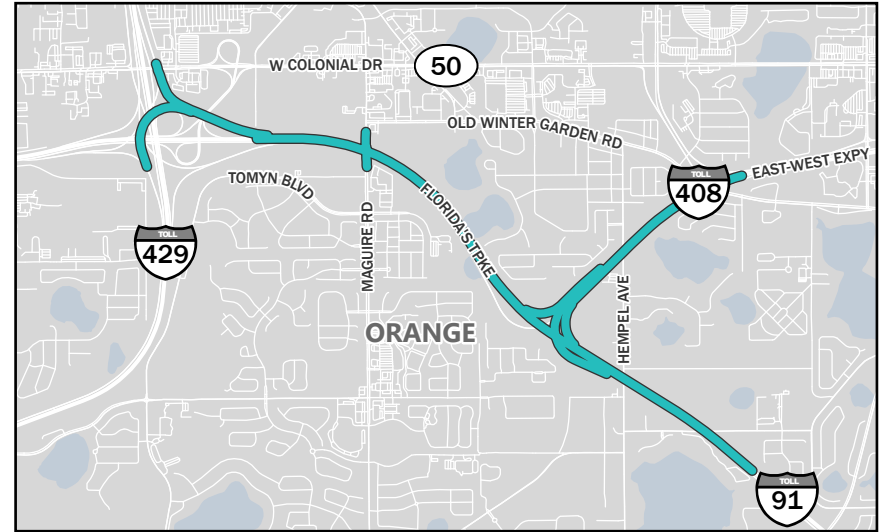 W COLONIAL DR
50
OLD WINTER GARDEN RD
EAST-WEST EXPY
TOLL
408
TOMYN BLVD
FLORIDA'S TPKE
MAGUIRE RD
TOLL
429
HEMPEL AVE
ORANGE
TOLL
91